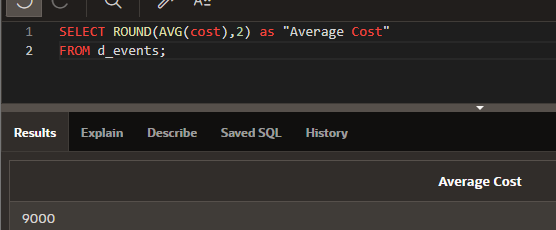 1 SELECT ROUND(AVG(cost),2) as "Average Cost"
2 FROM d_events;
Results Explain Describe Saved SQL History
Average Cost
9000